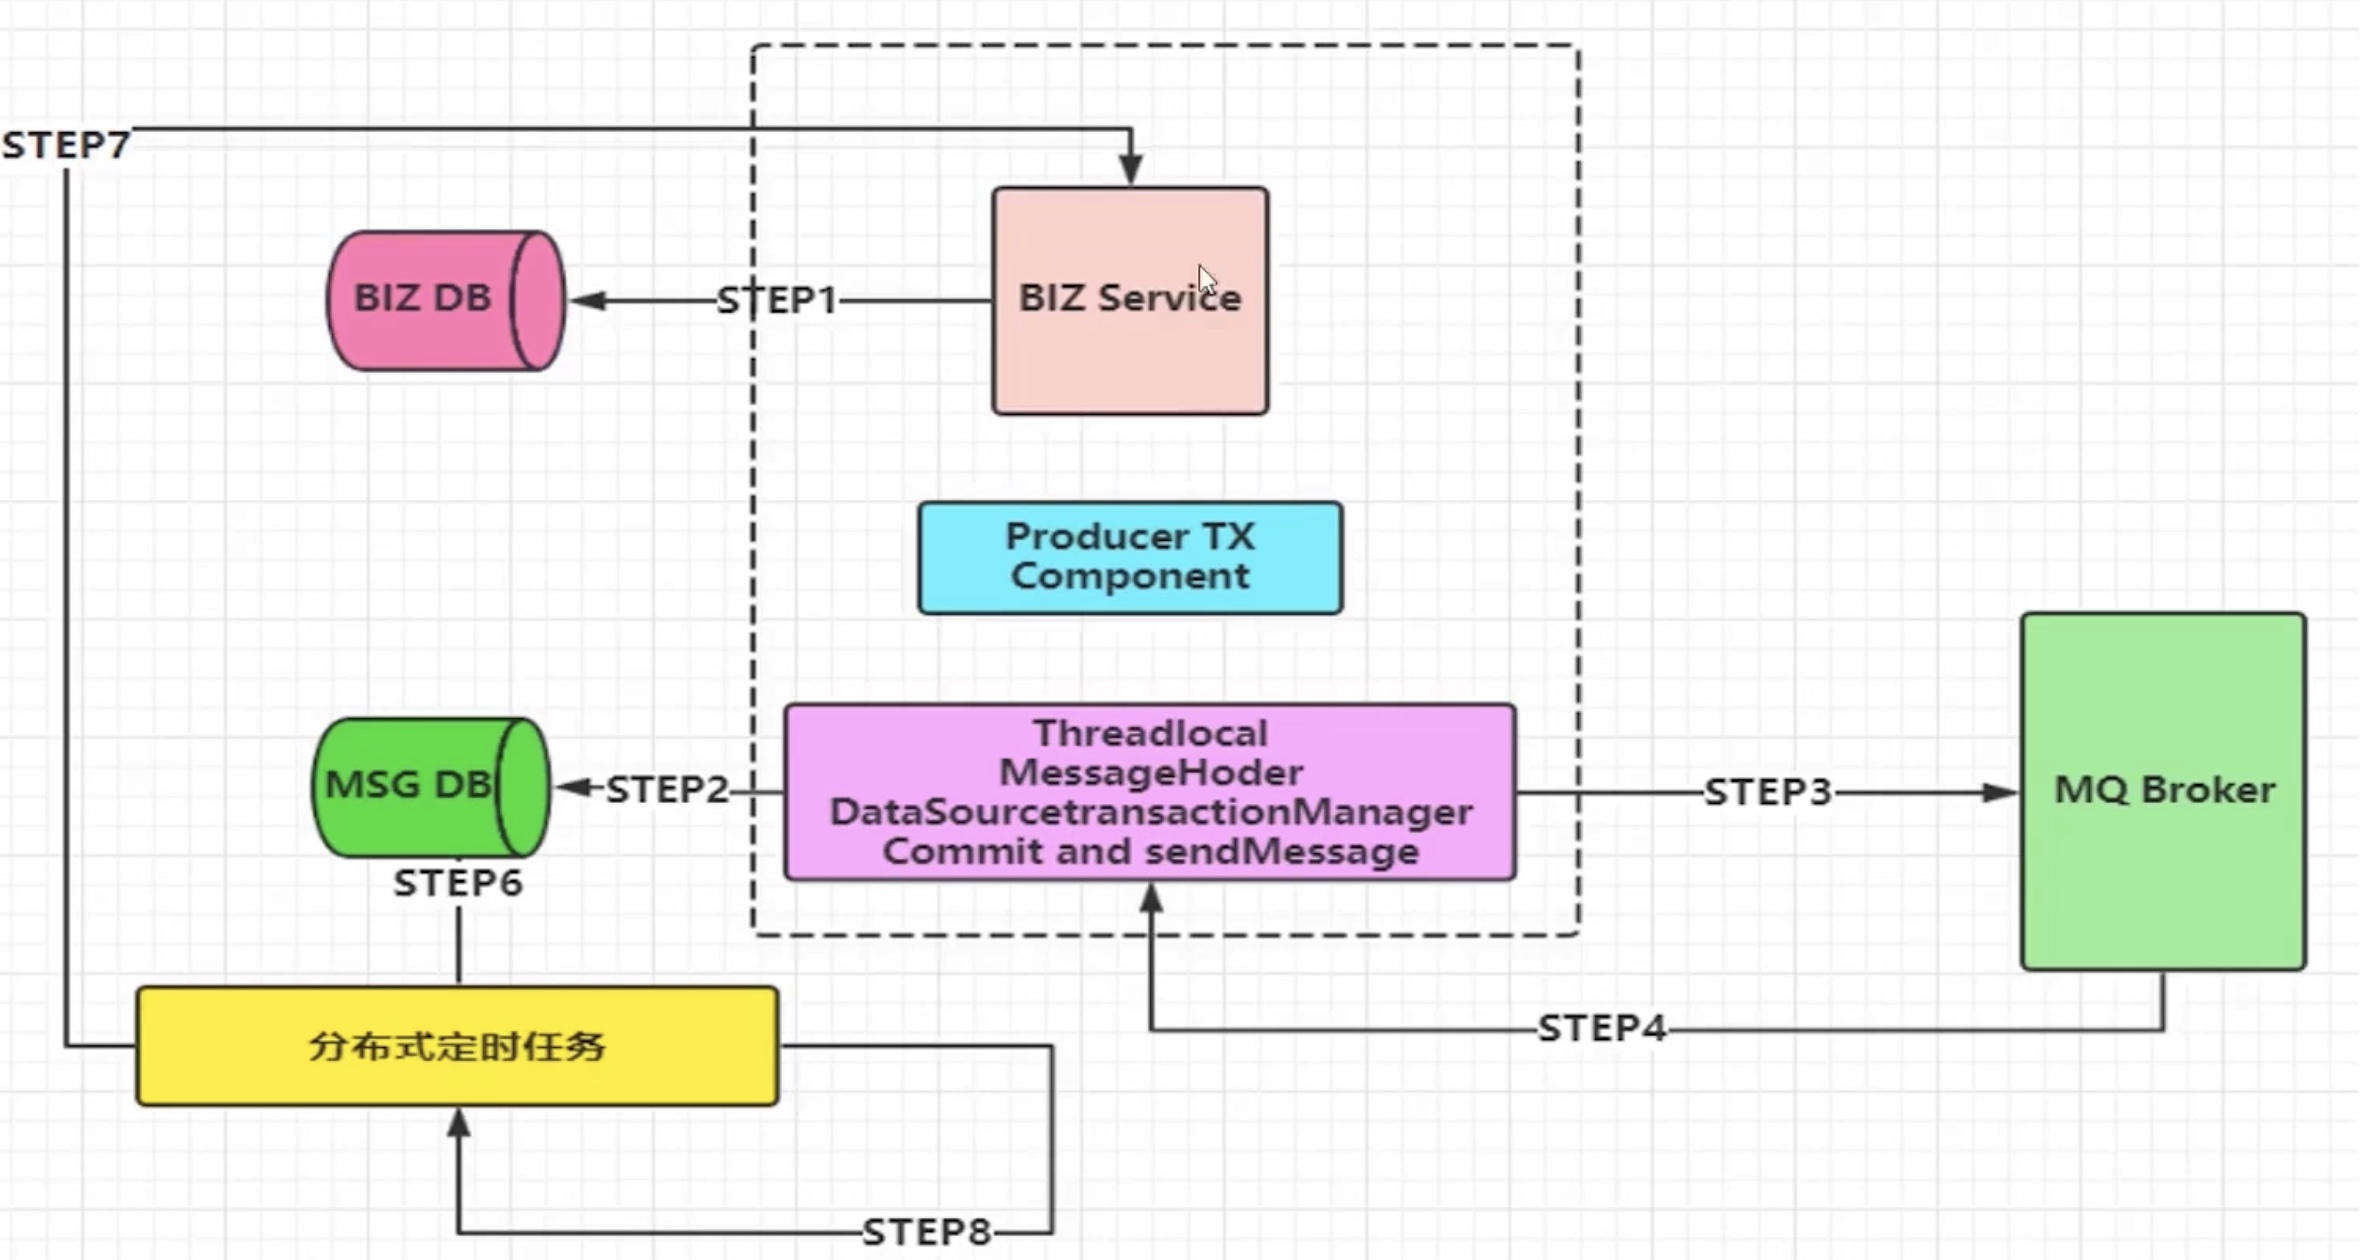 STEP7
BIZ DB
STEP1
BIZ Service
Producer TX
Component
Threadlocal
MessageHoder
DataSourcetransactionManager
Commit and sendMessage
MSG DB
STEP2
STEP3
MQ Broker
STEP6
STEP4
分布式定时任务
STEP8